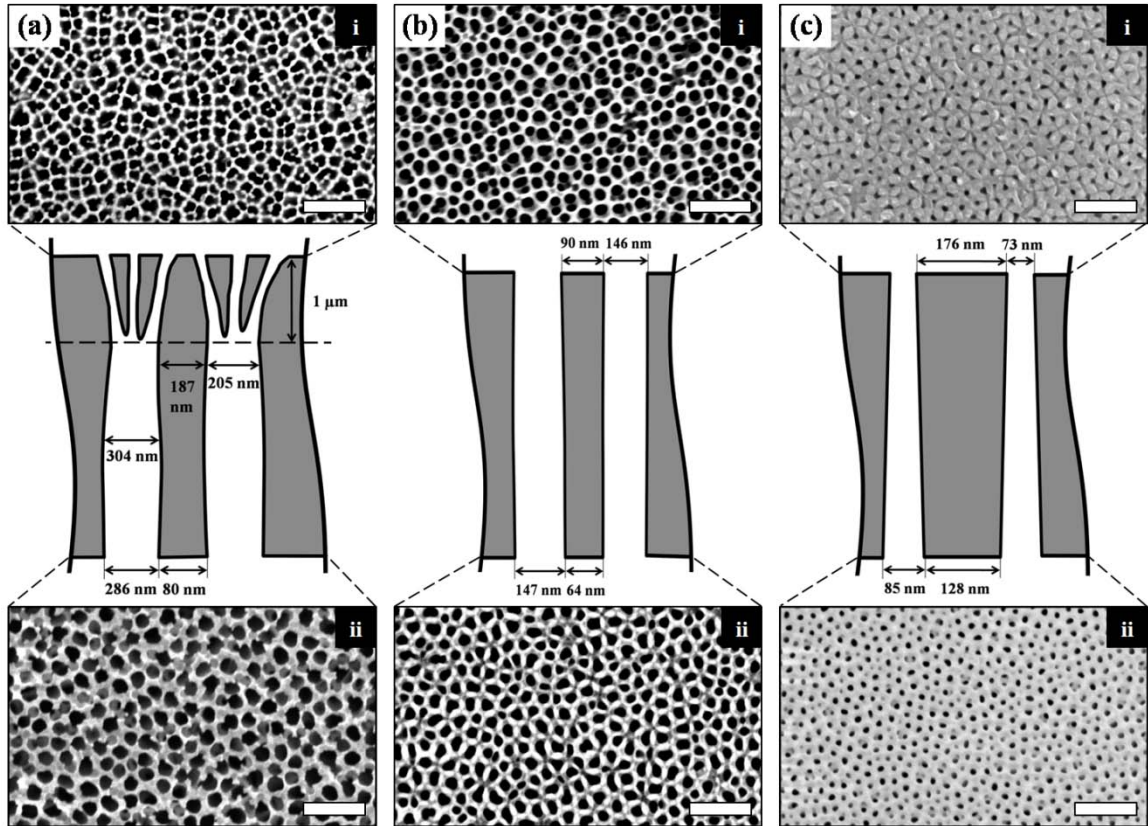 (a) i
(b) i
(c) i
90 nm 146 nm
176 nm 73 nm
1 µm
187
nm
205 nm
304 nm
286 nm 80 nm
147 nm 64 nm
85 nm 128 nm
ii
ii
ii